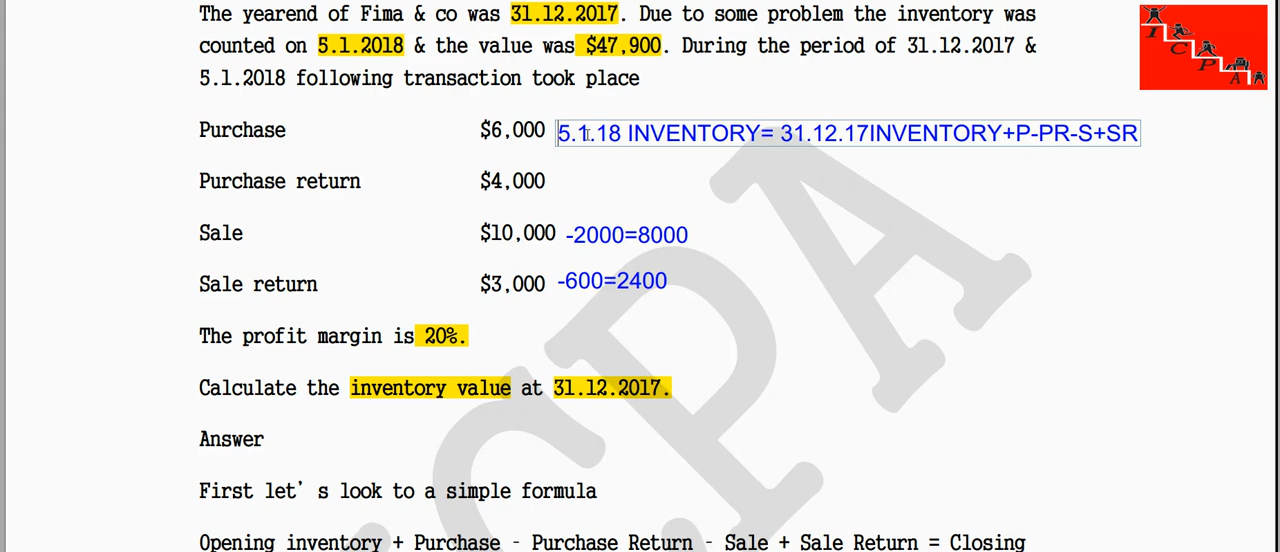 The yearend of Fima & co was 31.12.2017. Due to some problem the inventory was
counted on 5.1.2018 & the value was $47,900. During the period of 31.12.2017 &
5.1.2018 following transaction took place
I
C
P
A
Purchase $6,000 5.1.18 INVENTORY= 31.12.17INVENTORY+P-PR-S+SR
Purchase return $4,000
Sale $10,000 -2000=8000
Sale return $3,000 -600=2400
The profit margin is 20%.
Calculate the inventory value at 31.12.2017.
Answer
First let's look to a simple formula
Opening inventory + Purchase - Purchase Return - Sale + Sale Return = Closing
iCPA